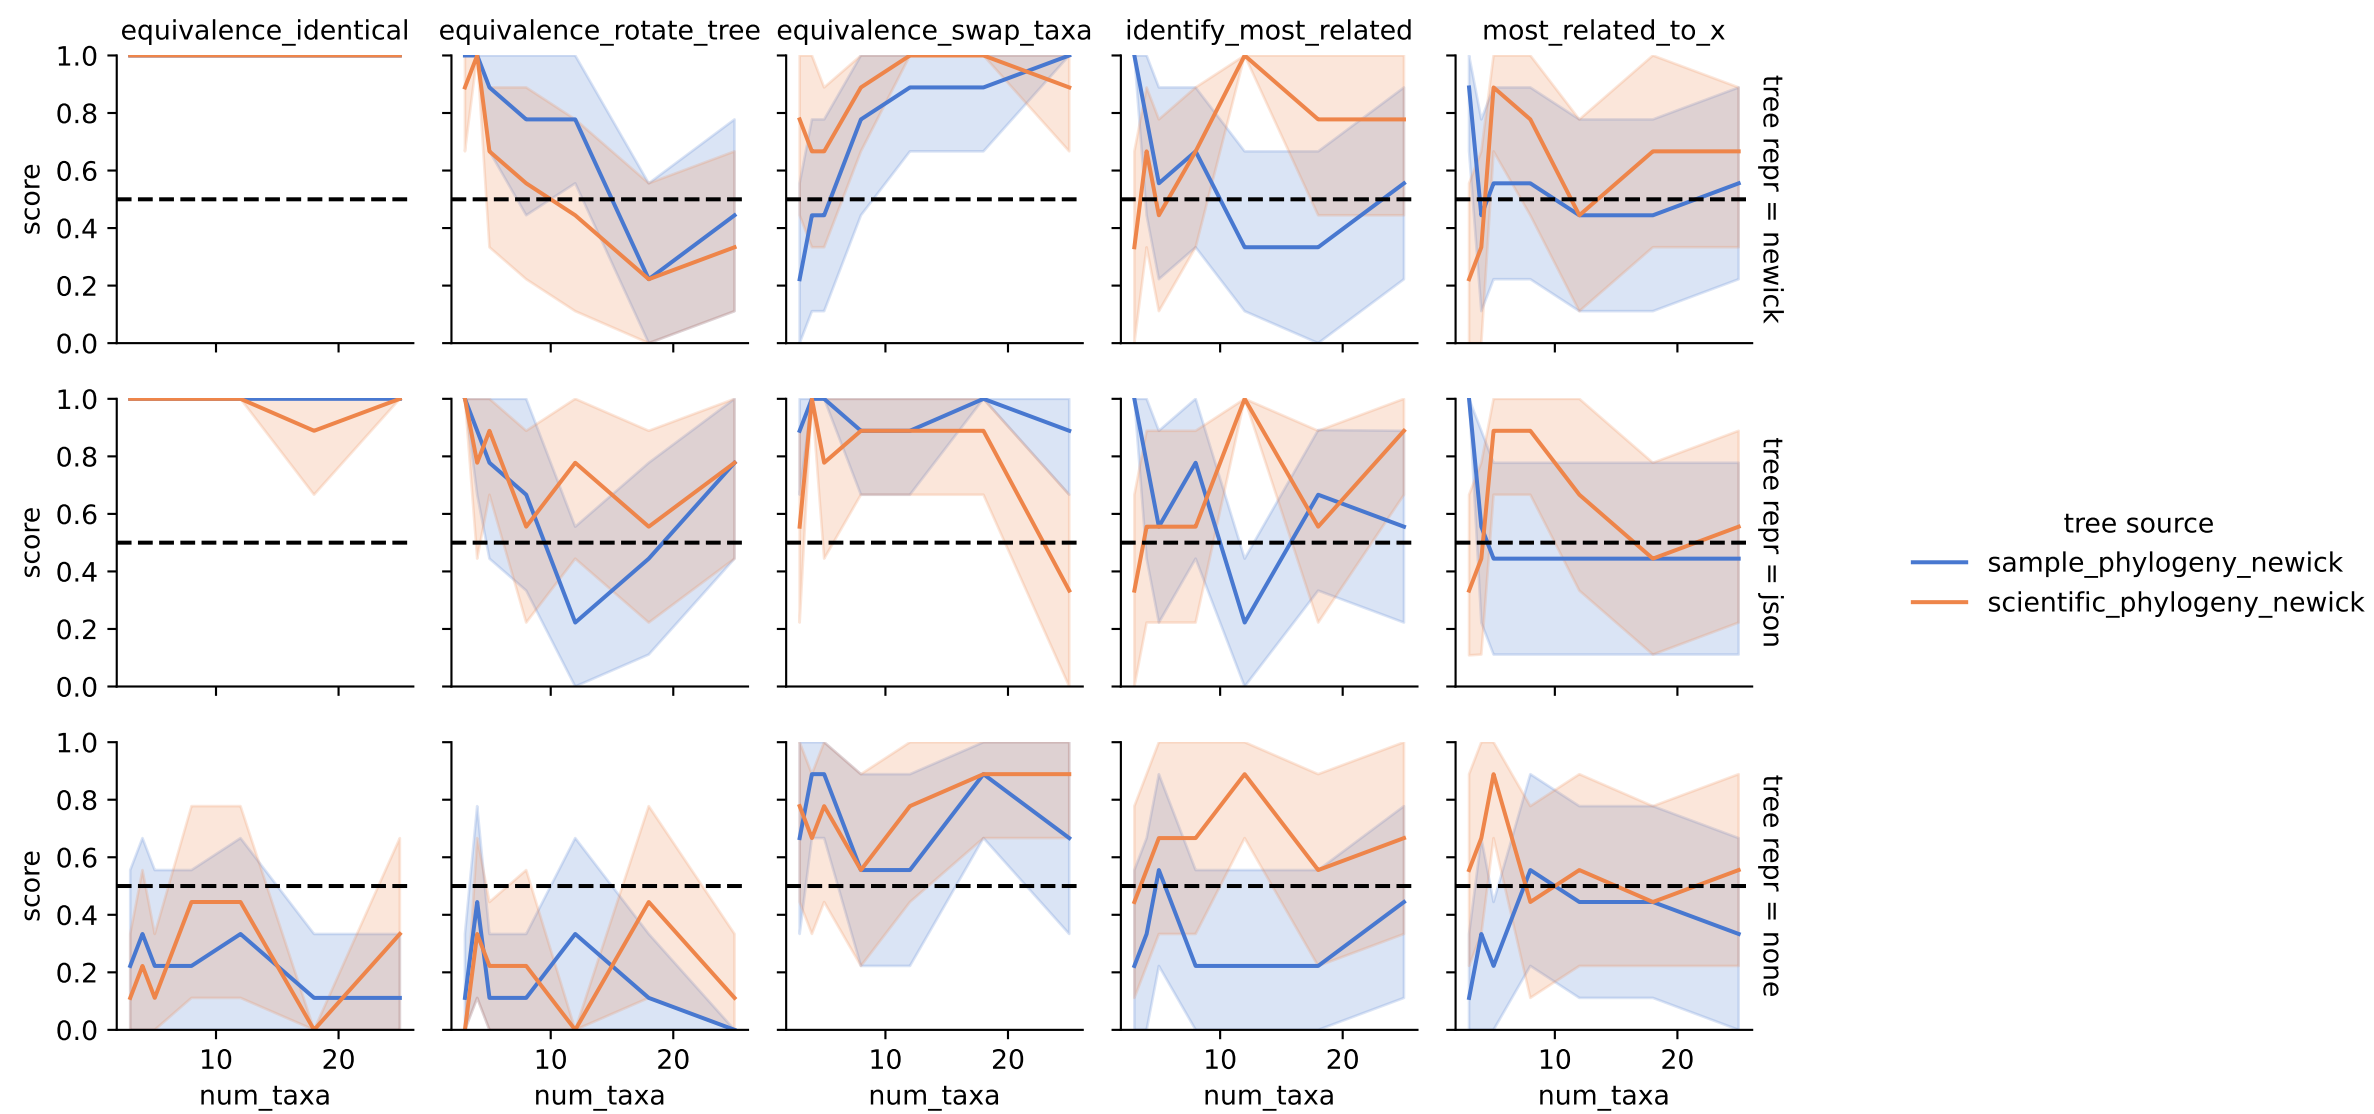 equivalence_identical
equivalence_rotate_tree
equivalence_swap_taxa
identify_most_related
most_related_to_x
1.0
0.8
0.6
0.4
0.2
0.0
score
tree repr = newick
1.0
0.8
0.6
0.4
0.2
0.0
score
tree repr = json
tree source
sample_phylogeny_newick
scientific_phylogeny_newick
1.0
0.8
0.6
0.4
0.2
0.0
score
tree repr = none
10 20
num_taxa
10 20
num_taxa
10 20
num_taxa
10 20
num_taxa
10 20
num_taxa